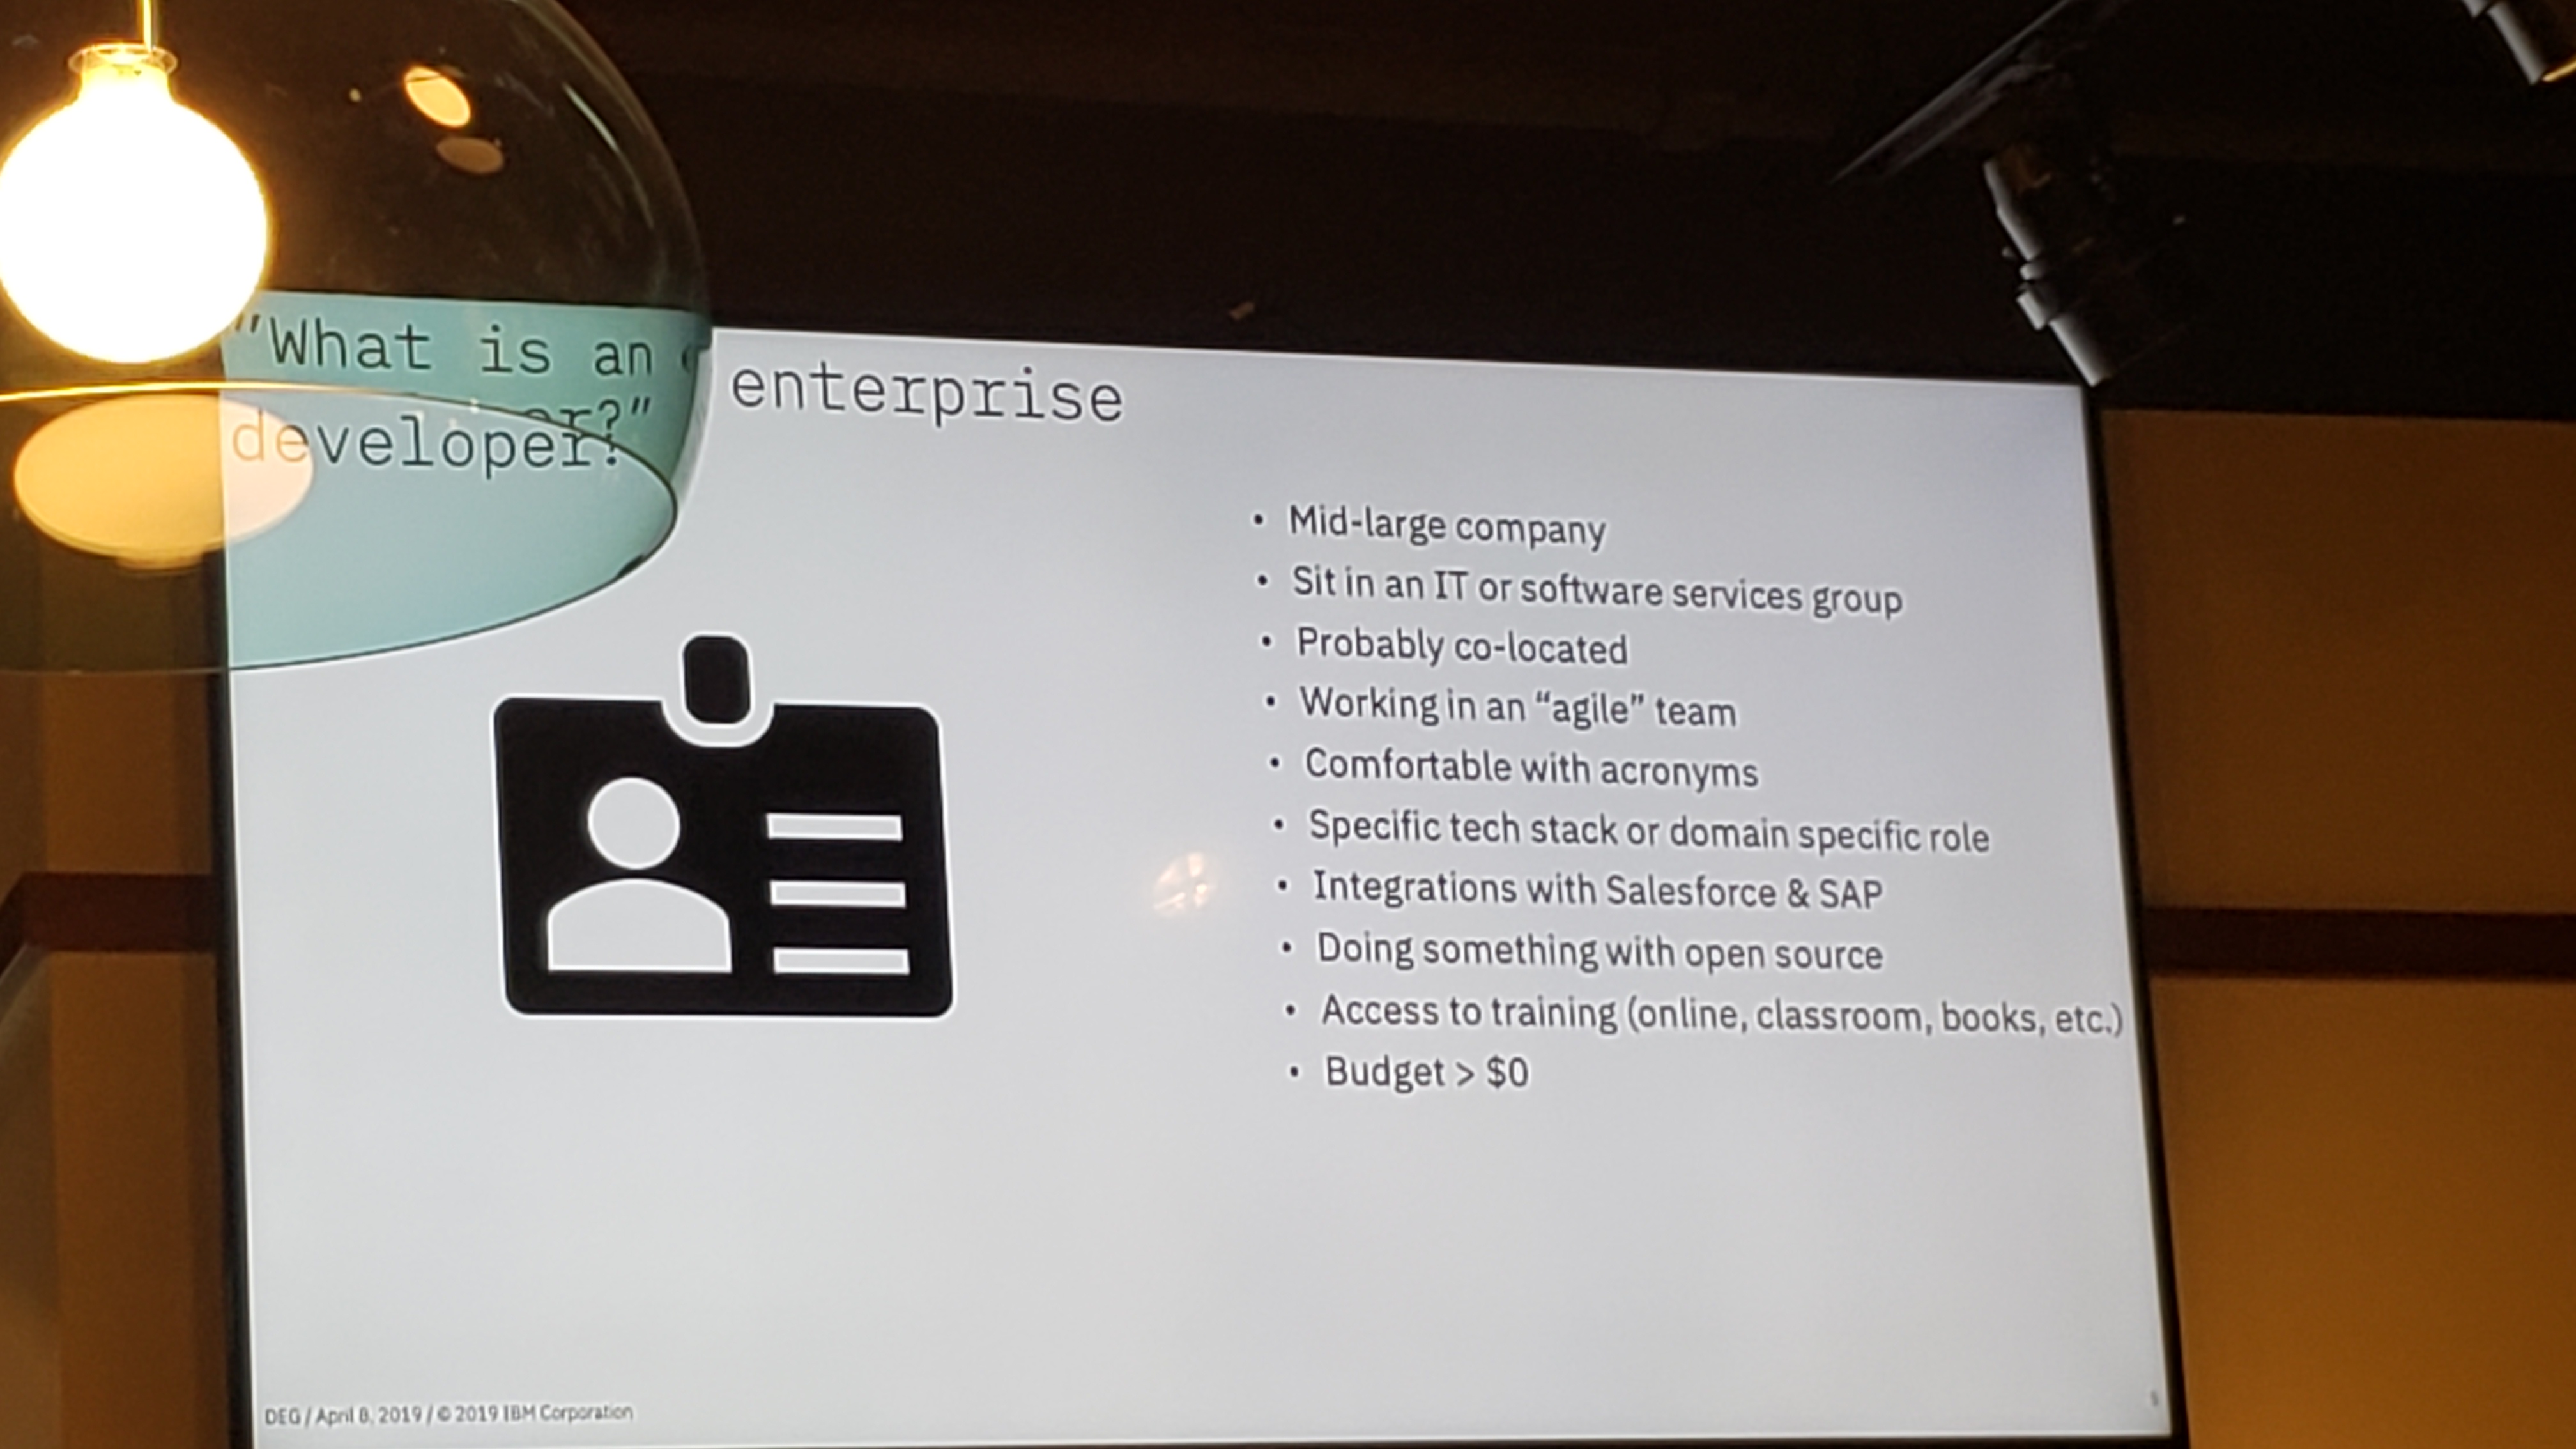 "What is an enterprise
developer?"
• Mid-large company
• Sit in an IT or software services group
• Probably co-located
• Working in an “agile” team
• Comfortable with acronyms
• Specific tech stack or domain specific role
• Integrations with Salesforce & SAP
• Doing something with open source
• Access to training (online, classroom, books, etc.)
• Budget > $0
DEG / April 8, 2019 / © 2019 IBM Corporation